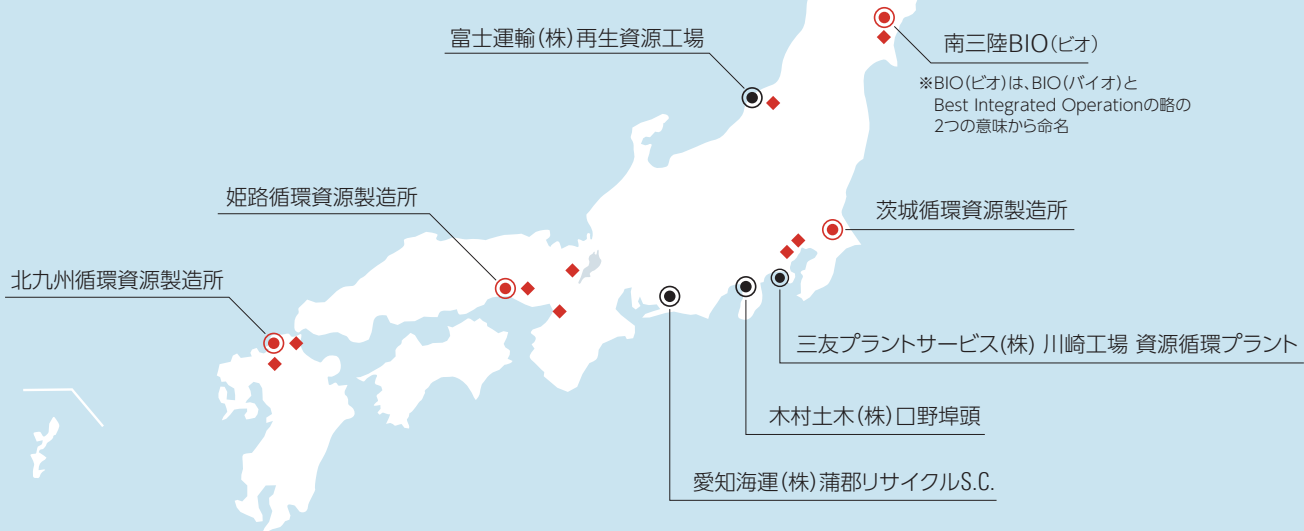 富士運輸(株)再生資源工場
南三陸BIO(ビオ)
※BIO(ビオ)は、BIO(バイオ)と
Best Integrated Operationの略の
2つの意味から命名
姫路循環資源製造所
茨城循環資源製造所
北九州循環資源製造所
三友プラントサービス(株) 川崎工場 資源循環プラント
木村土木(株)口野埠頭
愛知海運(株)蒲郡リサイクルS.C.